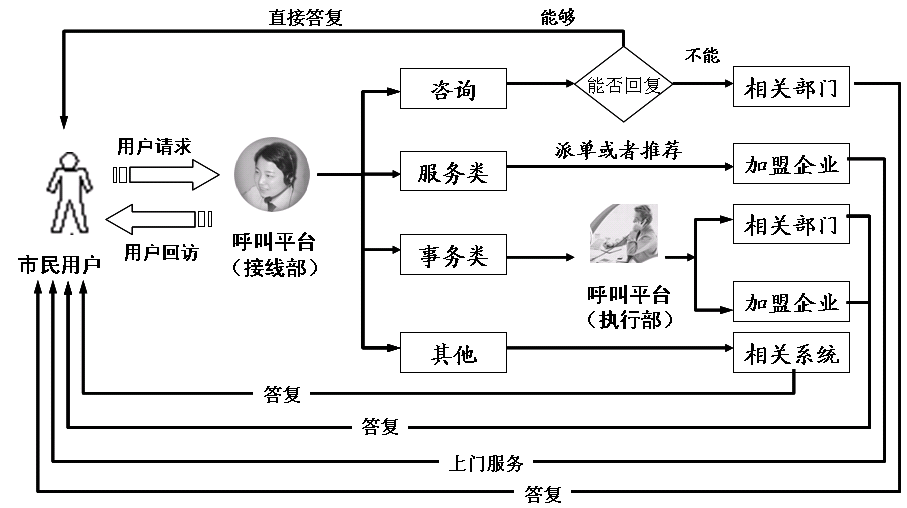 直接答复
能够
不能
咨询
能否回复
相关部门
用户请求
派单或者推荐
服务类
加盟企业
用户回访
呼叫平台
（接线部）
市民用户
事务类
呼叫平台
（执行部）
相关部门
加盟企业
其他
相关系统
答复
答复
上门服务
答复